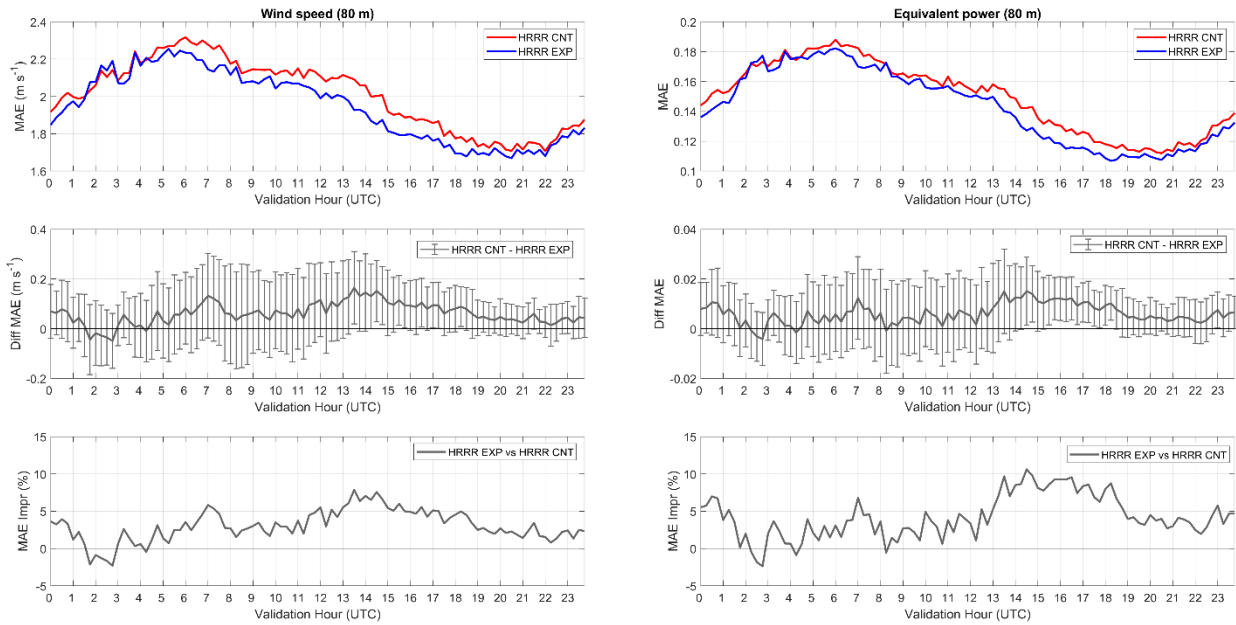 Wind speed (80 m)
2.4
2.2
2
1.8
1.6
MAE (m s⁻¹)
HRRR CNT
HRRR EXP
0 1 2 3 4 5 6 7 8 9 10 11 12 13 14 15 16 17 18 19 20 21 22 23
Validation Hour (UTC)
Equivalent power (80 m)
0.2
0.18
0.16
0.14
0.12
0.1
MAE
HRRR CNT
HRRR EXP
0 1 2 3 4 5 6 7 8 9 10 11 12 13 14 15 16 17 18 19 20 21 22 23
Validation Hour (UTC)
0.4
0.2
0
-0.2
Diff MAE (m s⁻¹)
HRRR CNT - HRRR EXP
0 1 2 3 4 5 6 7 8 9 10 11 12 13 14 15 16 17 18 19 20 21 22 23
Validation Hour (UTC)
0.04
0.02
0
-0.02
Diff MAE
HRRR CNT - HRRR EXP
0 1 2 3 4 5 6 7 8 9 10 11 12 13 14 15 16 17 18 19 20 21 22 23
Validation Hour (UTC)
15
10
5
0
-5
MAE Impr (%)
HRRR EXP vs HRRR CNT
0 1 2 3 4 5 6 7 8 9 10 11 12 13 14 15 16 17 18 19 20 21 22 23
Validation Hour (UTC)
15
10
5
0
-5
MAE Impr (%)
HRRR EXP vs HRRR CNT
0 1 2 3 4 5 6 7 8 9 10 11 12 13 14 15 16 17 18 19 20 21 22 23
Validation Hour (UTC)